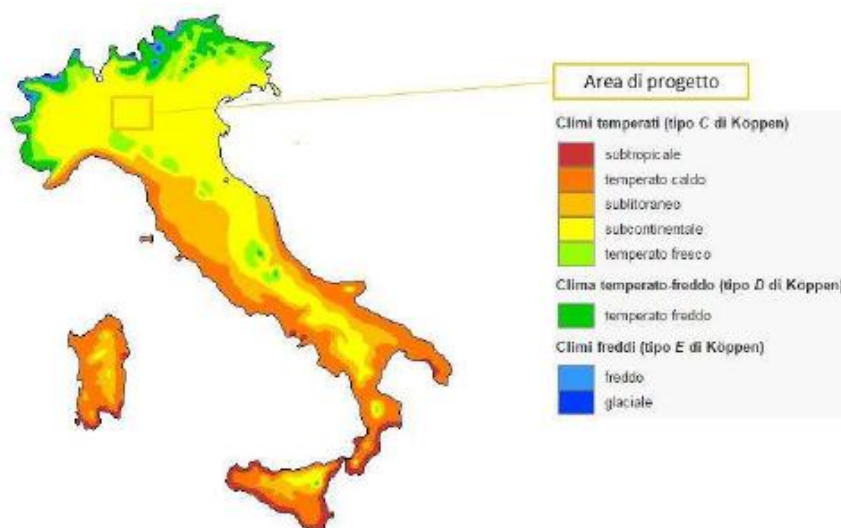 Area di progetto
Climi temperati (tipo C di Köppen)
subtropicale
temperato caldo
sublitoraneo
subcontinentale
temperato fresco
Clima temperato-freddo (tipo D di Köppen)
temperato freddo
Climi freddi (tipo E di Köppen)
freddo
glaciale